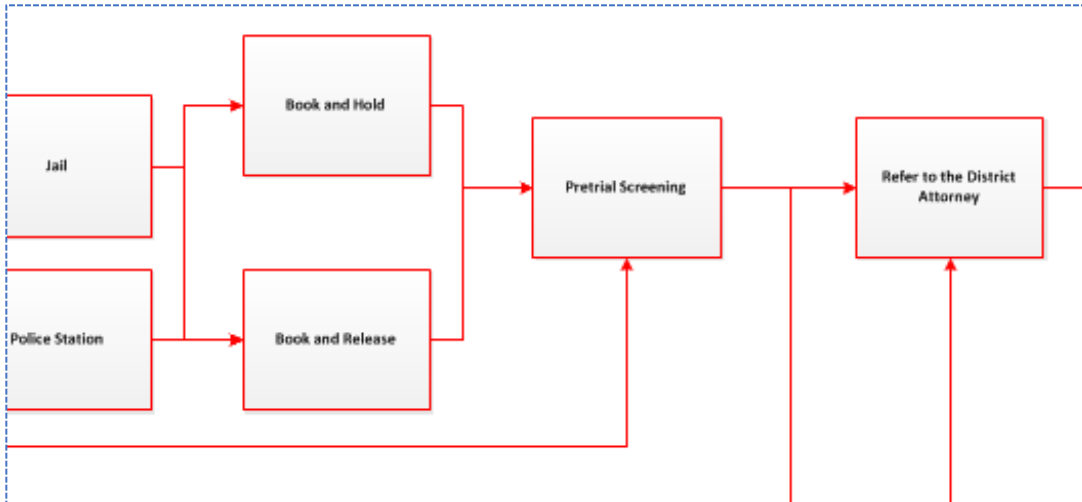 Jail
Police Station
Book and Hold
Book and Release
Pretrial Screening
Refer to the District
Attorney